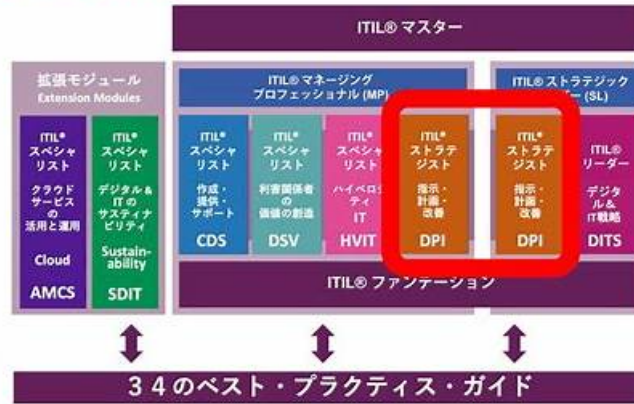 ITIL® マスター
拡張モジュール
Extension Modules
ITIL® マネージング
プロフェッショナル (MP)
ITIL® ストラテジック
ー (SL)
ITIL®
スペシャ
リスト
クラウド
サービス
の
活用と運用
Cloud
AMCS
ITIL®
スペシャ
リスト
デジタル＆
ITの
サスティナ
ビリティ
Sustain-
ability
SDIT
ITIL®
スペシャ
リスト
作成・
提供・
サポート
CDS
ITIL®
スペシャ
リスト
利害関係者
の
価値の創造
DSV
ITIL®
スペシャ
リスト
ハイベロシ
ティ
IT
HVIT
ITIL®
ストラテ
ジスト
指示・
計画・
改善
DPI
ITIL®
ストラテ
ジスト
指示・
計画・
改善
DPI
ITIL®
リーダー
デジタ
ル＆
IT戦略
DITS
ITIL® ファンデーション
３４のベスト・プラクティス・ガイド